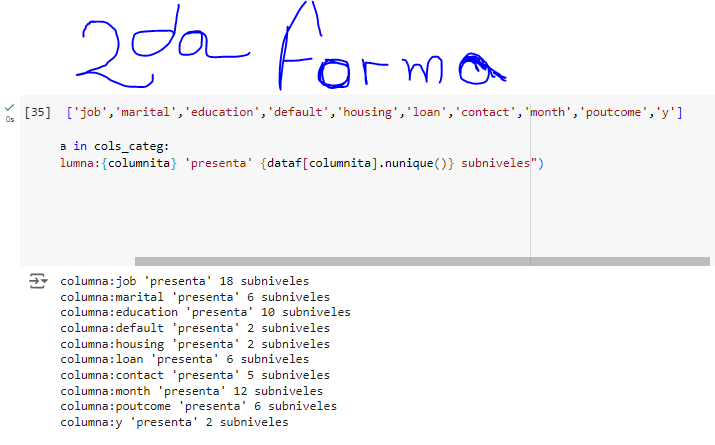 2da forma
[35] ['job','marital','education','default','housing','loan','contact','month','poutcome','y']
0s
a in cols_categ:
lumna:{columnita} 'presenta' {dataf[columnita].nunique()} subniveles")
columna:job 'presenta' 18 subniveles
columna:marital 'presenta' 6 subniveles
columna:education 'presenta' 10 subniveles
columna:default 'presenta' 2 subniveles
columna:housing 'presenta' 2 subniveles
columna:loan 'presenta' 6 subniveles
columna:contact 'presenta' 5 subniveles
columna:month 'presenta' 12 subniveles
columna:poutcome 'presenta' 6 subniveles
columna:y 'presenta' 2 subniveles